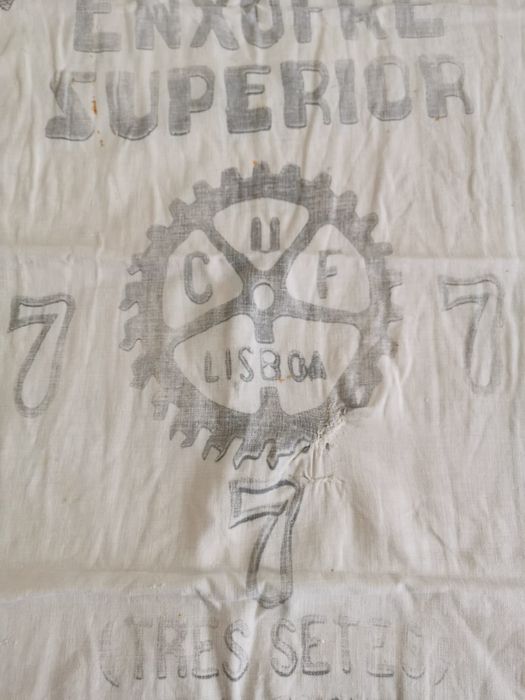 ENXOFRE
SUPERIOR
U
C F
LISBOA
7 7
7
(TRES SETES)